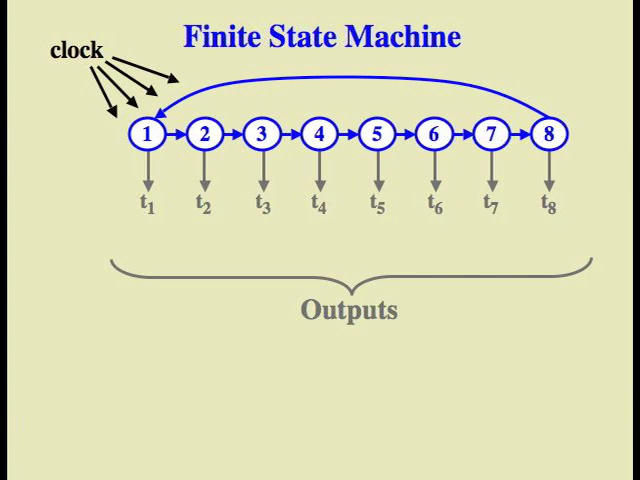 Finite State Machine
clock
1 2 3 4 5 6 7 8
t1 t2 t3 t4 t5 t6 t7 t8
Outputs